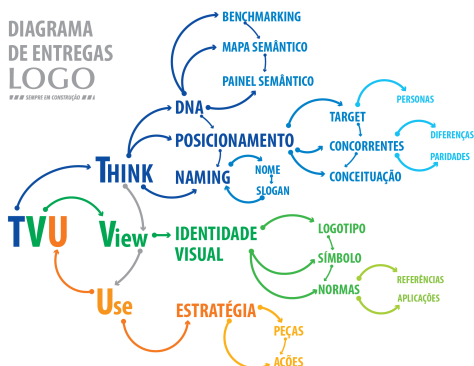 DIAGRAMA
DE ENTREGAS
LOGO
SEMPRE EM CONSTRUÇÃO
BENCHMARKING
MAPA SEMÂNTICO
PAINEL SEMÂNTICO
DNA
POSICIONAMENTO
NAMING
NOME
SLOGAN
TARGET
CONCORRENTES
CONCEITUAÇÃO
PERSONAS
DIFERENÇAS
PARIDADES
THINK
TVU
View
IDENTIDADE
VISUAL
LOGOTIPO
SÍMBOLO
NORMAS
REFERÊNCIAS
APLICAÇÕES
Use
ESTRATÉGIA
PEÇAS
AÇÕES